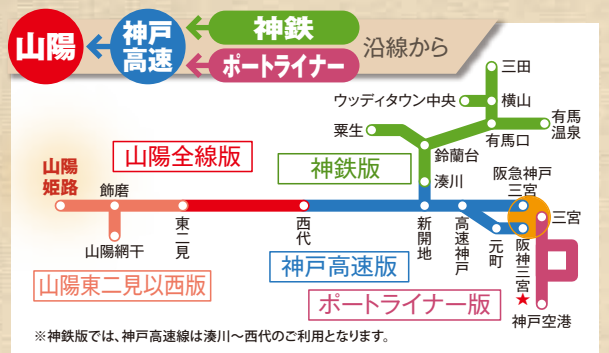 山陽
神戸
高速
神鉄
ポートライナー
沿線から
三田
ウッディタウン中央
横山
粟生
有馬口
有馬
温泉
鈴蘭台
山陽全線版
神鉄版
湊川
阪急神戸
三宮
山陽
姫路
飾磨
三宮
山陽網干
東二見
西代
新開地
高速神戸
元町
阪神三宮★
山陽東二見以西版
神戸高速版
ポートライナー版
神戸空港
※神鉄版では、神戸高速線は湊川～西代のご利用となります。